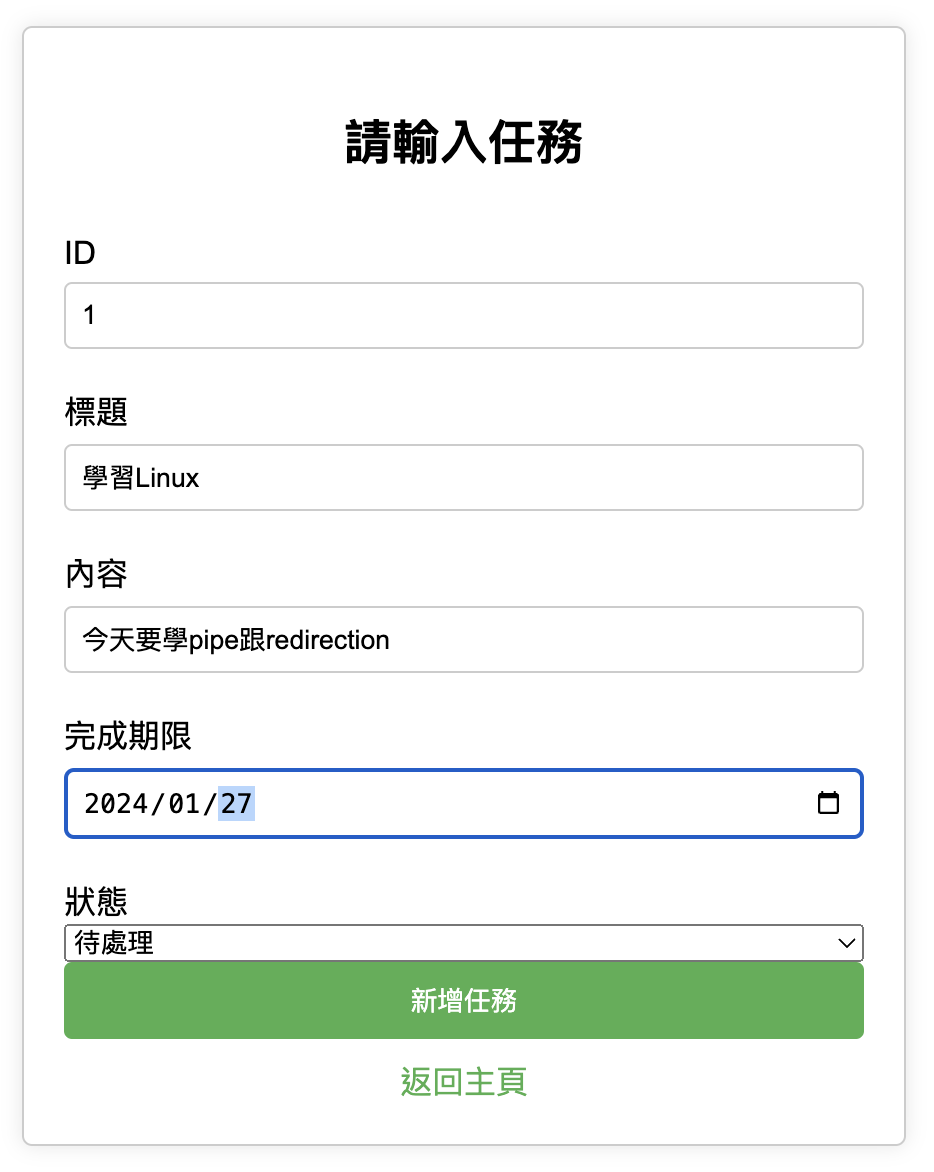 請輸入任務
ID
1
標題
學習Linux
內容
今天要學pipe跟redirection
完成期限
2024/01/27
狀態
待處理
新增任務
返回主頁